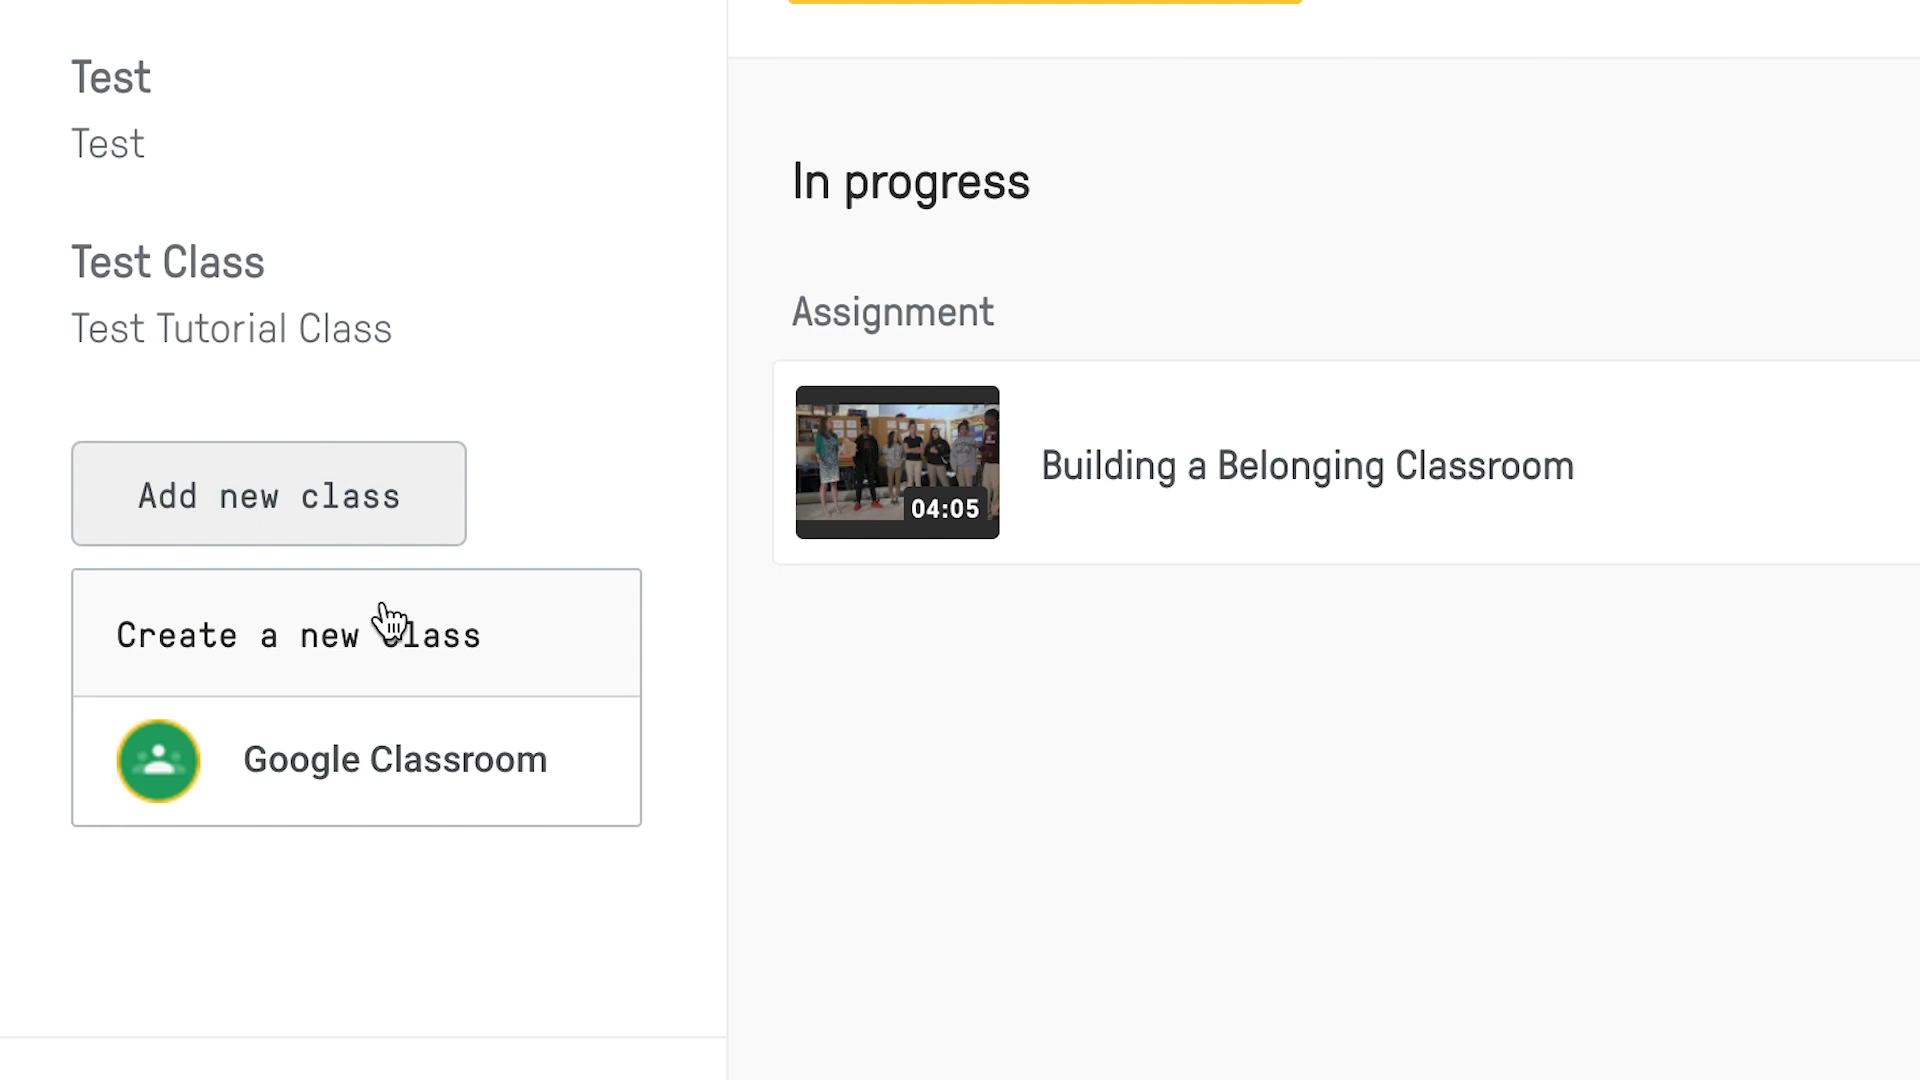 Test
Test
Test Class
Test Tutorial Class
Add new class
Create a new class
Google Classroom
In progress
Assignment
04:05
Building a Belonging Classroom